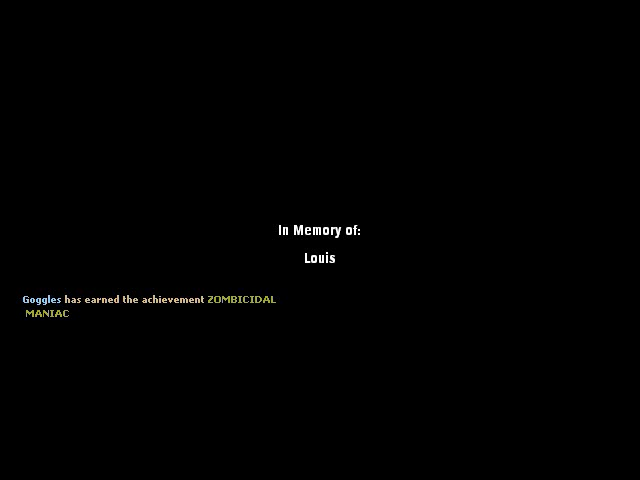 In Memory of:
Louis
Goggles has earned the achievement ZOMBICIDAL
MANIAC